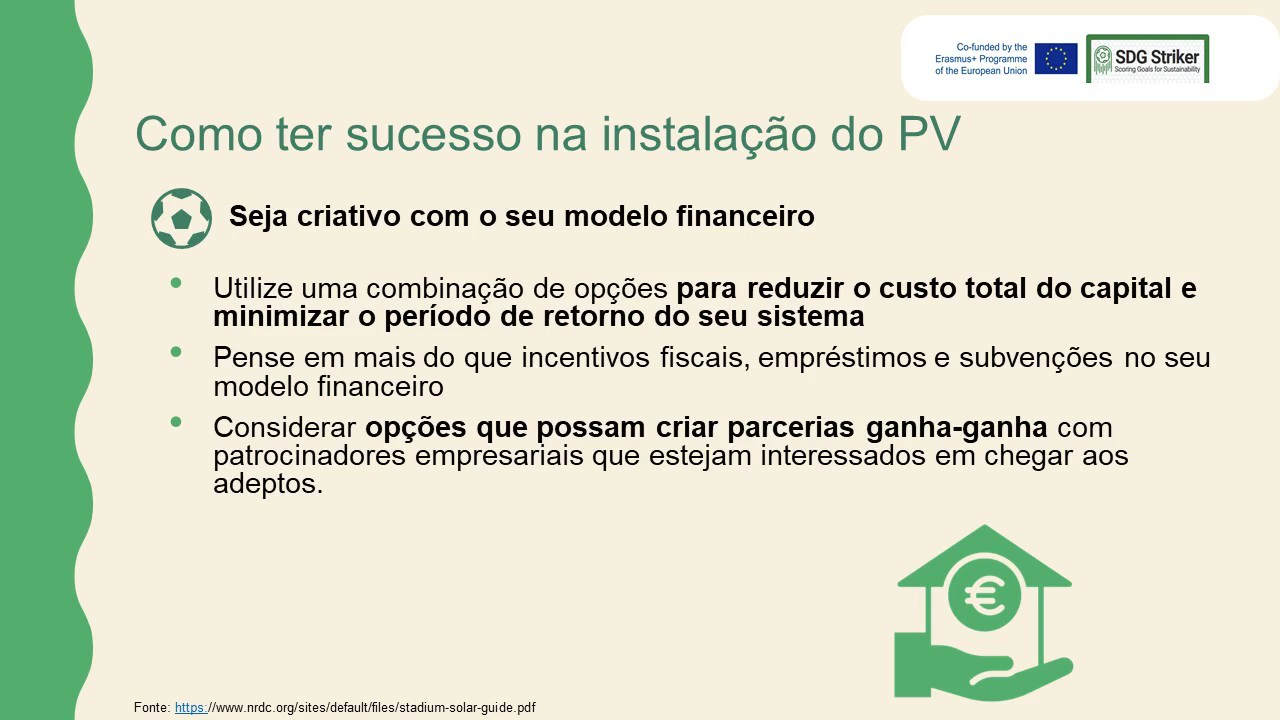 Co-funded by the
Erasmus+ Programme
of the European Union
SDG Striker
Scoring Goals for Sustainability
Como ter sucesso na instalação do PV
Seja criativo com o seu modelo financeiro
• Utilize uma combinação de opções para reduzir o custo total do capital e
minimizar o período de retorno do seu sistema
• Pense em mais do que incentivos fiscais, empréstimos e subvenções no seu
modelo financeiro
• Considerar opções que possam criar parcerias ganha-ganha com
patrocinadores empresariais que estejam interessados em chegar aos
adeptos.
€
Fonte: https://www.nrdc.org/sites/default/files/stadium-solar-guide.pdf